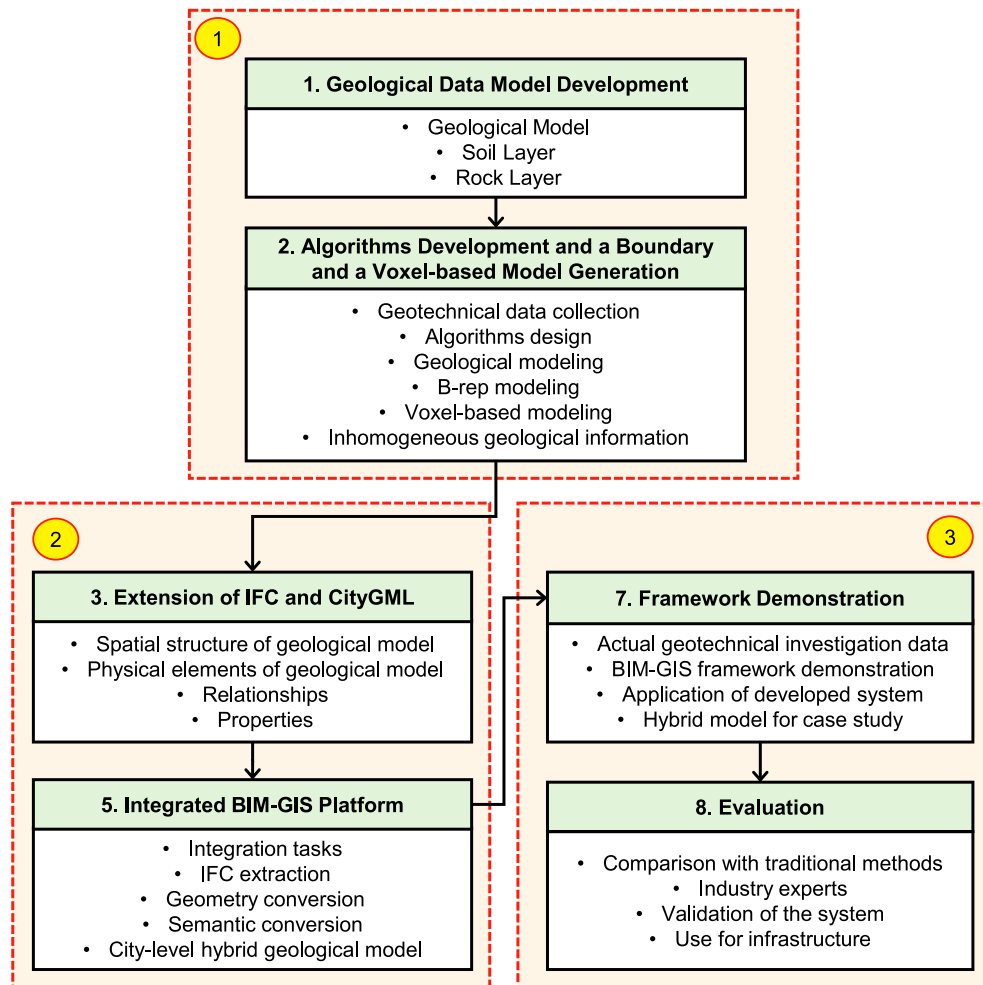 1
1. Geological Data Model Development
• Geological Model
• Soil Layer
• Rock Layer
2. Algorithms Development and a Boundary
and a Voxel-based Model Generation
• Geotechnical data collection
• Algorithms design
• Geological modeling
• B-rep modeling
• Voxel-based modeling
• Inhomogeneous geological information
2
3. Extension of IFC and CityGML
• Spatial structure of geological model
• Physical elements of geological model
• Relationships
• Properties
5. Integrated BIM-GIS Platform
• Integration tasks
• IFC extraction
• Geometry conversion
• Semantic conversion
• City-level hybrid geological model
3
7. Framework Demonstration
• Actual geotechnical investigation data
• BIM-GIS framework demonstration
• Application of developed system
• Hybrid model for case study
8. Evaluation
• Comparison with traditional methods
• Industry experts
• Validation of the system
• Use for infrastructure